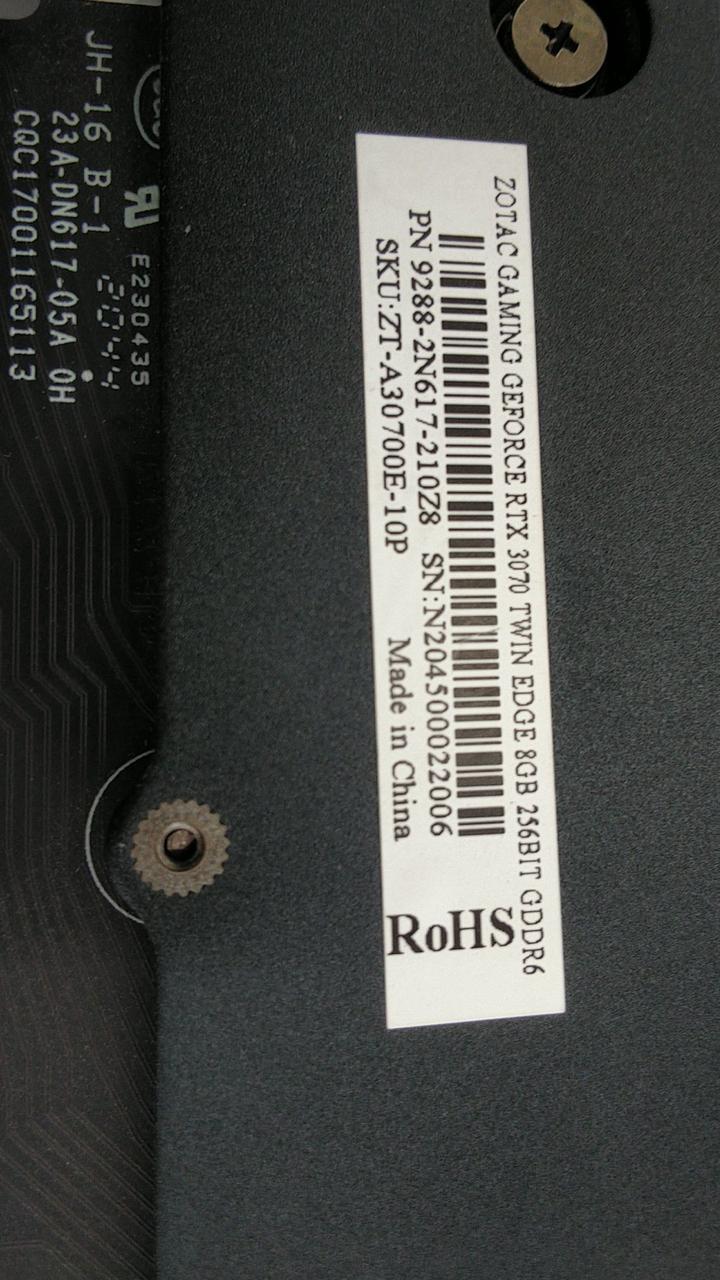 ZOTAC GAMING GEFORCE RTX 3070 TWIN EDGE 8GB 256BIT GDDR6
PN 9288-2N617-210Z8 SN:N204500022006
SKU:ZT-A30700E-10P Made in China
RoHS
E230435
2044
JH-16 B-1
23A-DN617-05A 0H
CQC17001165113